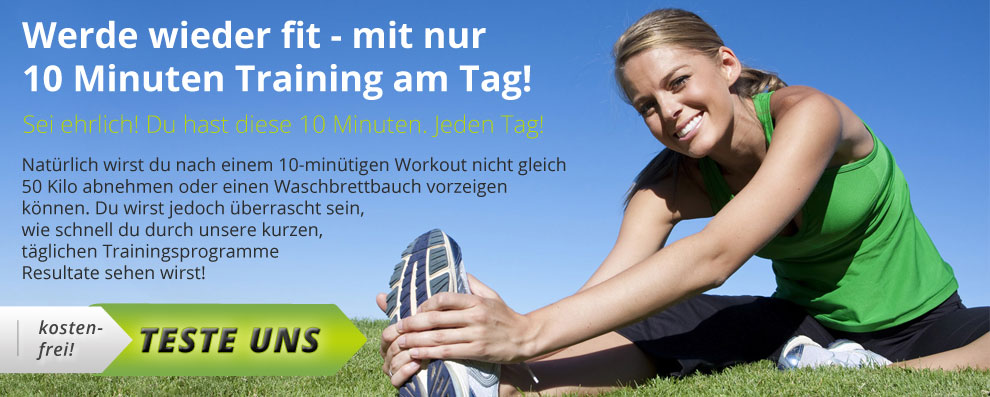 Werde wieder fit - mit nur
10 Minuten Training am Tag!
Sei ehrlich! Du hast diese 10 Minuten. Jeden Tag!
Natürlich wirst du nach einem 10-minütigen Workout nicht gleich
50 Kilo abnehmen oder einen Waschbrettbauch vorzeigen
können. Du wirst jedoch überrascht sein,
wie schnell du durch unsere kurzen,
täglichen Trainingsprogramme
Resultate sehen wirst!
kosten-
frei!
TESTE UNS